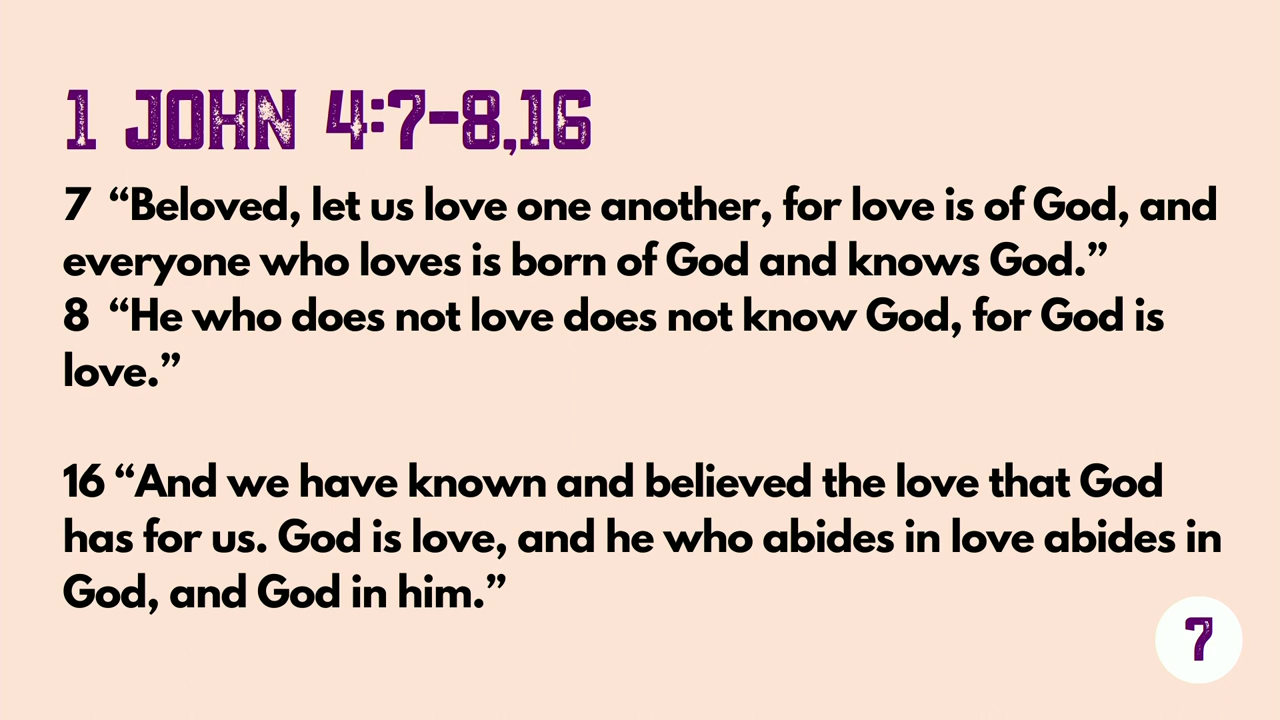 1 JOHN 4:7-8,16
7 “Beloved, let us love one another, for love is of God, and
everyone who loves is born of God and knows God.”
8 “He who does not love does not know God, for God is
love.”
16 “And we have known and believed the love that God
has for us. God is love, and he who abides in love abides in
God, and God in him.”
7